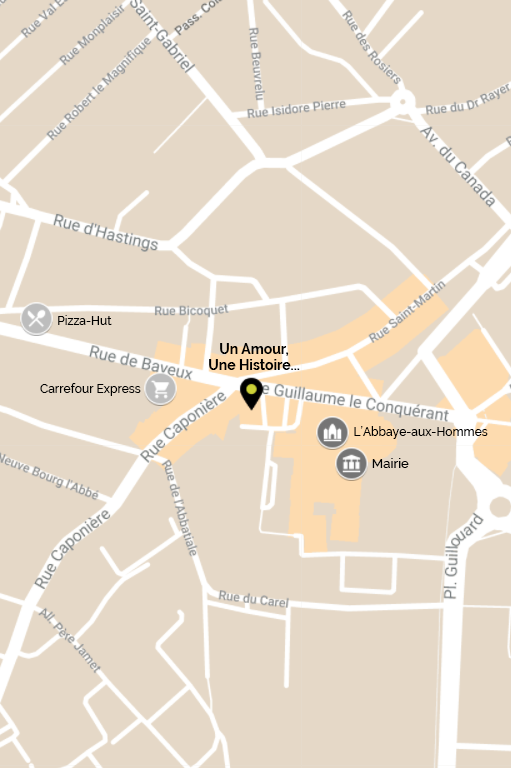 Rue Val Es
Rue Monplaisir
Rue Robert le Magnifique
Saint-Gabriel
Pass. Col
Rue Beuvrelu
Rue des Rosiers
Rue Isidore Pierre
Rue du Dr Rayer
Av. du Canada
Rue d'Hastings
Rue Bicoquet
Rue Saint-Martin
Pizza-Hut
Un Amour,
Une Histoire...
Rue de Baveux
Carrefour Express
e Guillaume le Conquérant
Rue Caponière
L'Abbaye-aux-Hommes
Mairie
Neuve Bourg l'Abbé
Rue de l'Abbatiale
Rue Caponière
Pl. Guillouard
Rue du Carel
All. Père Jamet